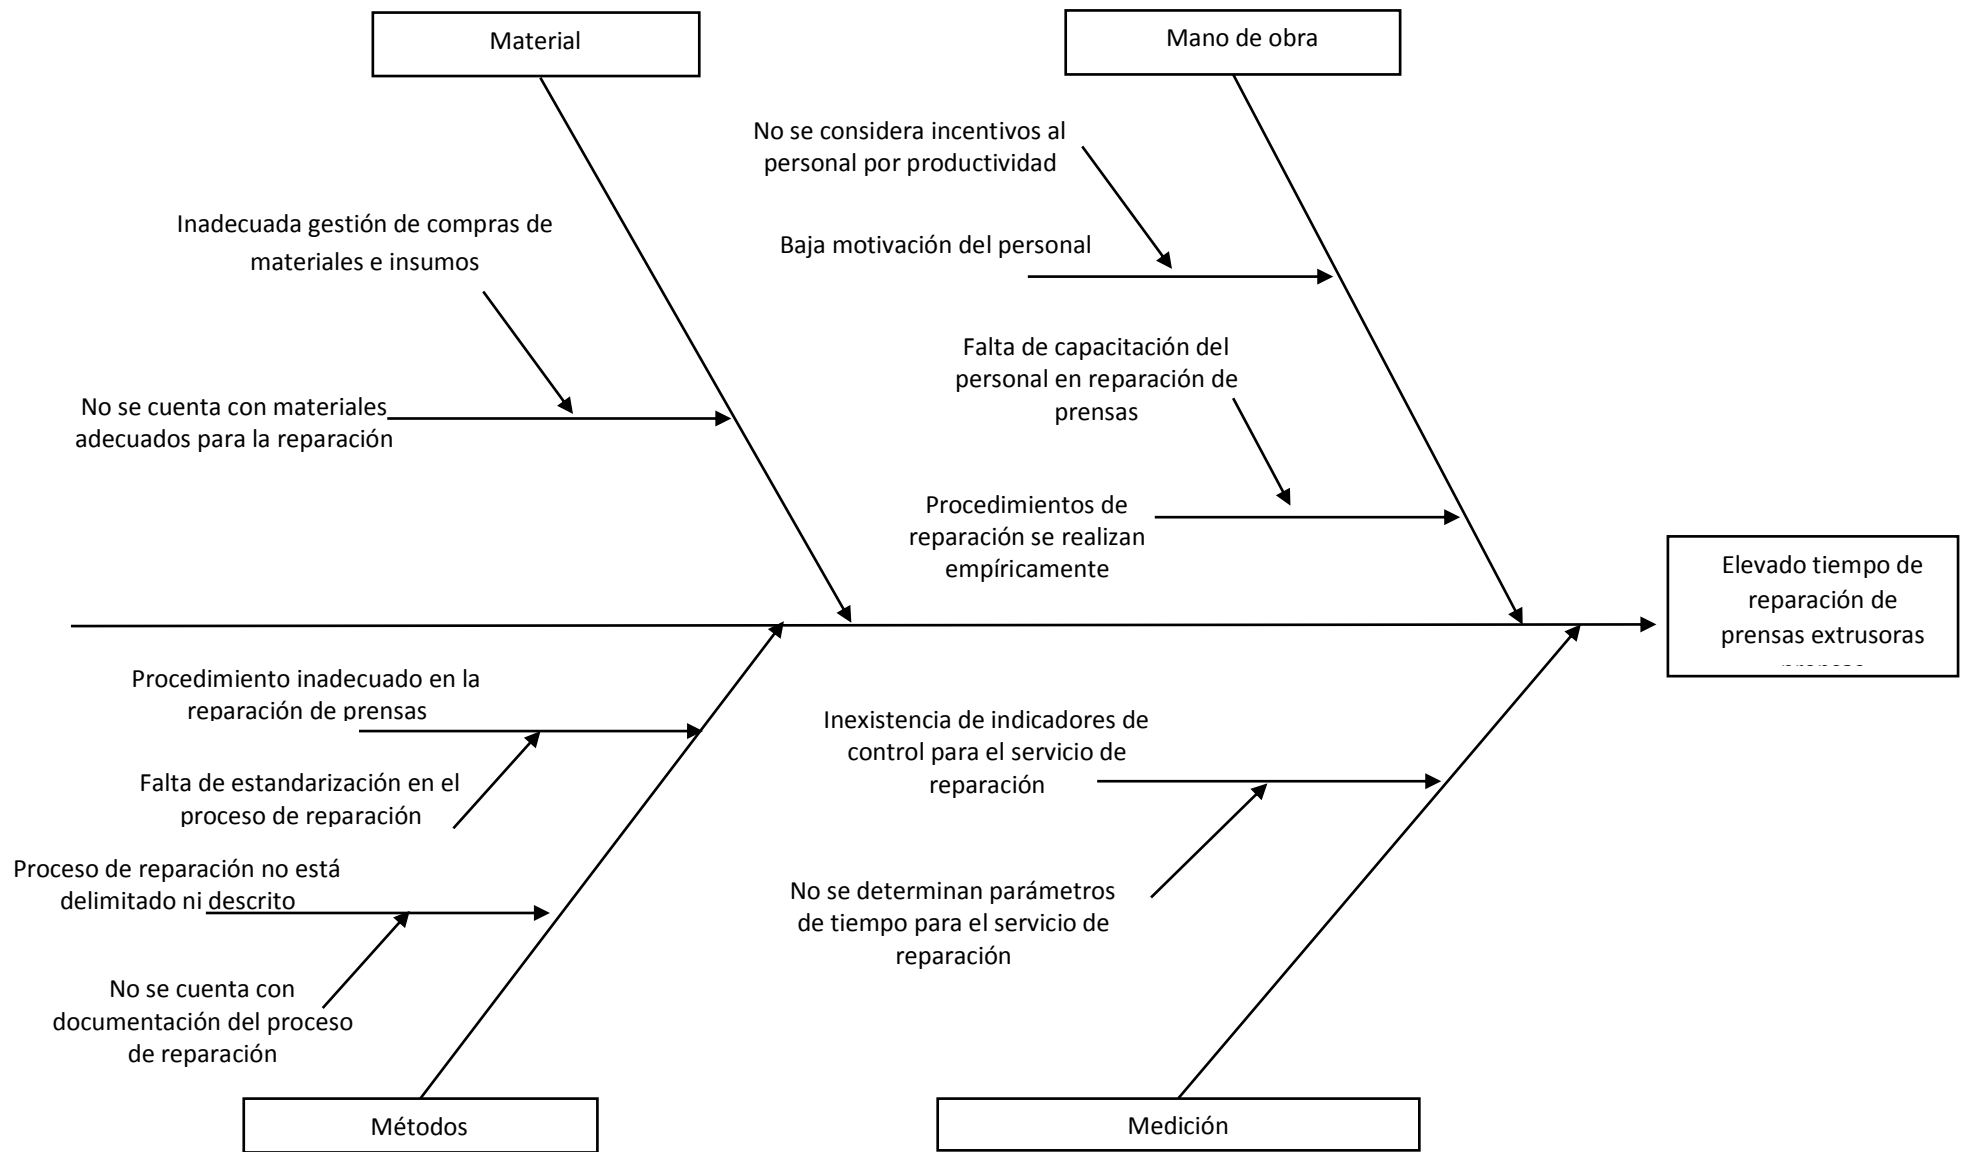 Material
Mano de obra
No se considera incentivos al
personal por productividad
Inadecuada gestión de compras de
materiales e insumos
Baja motivación del personal
Falta de capacitación del
personal en reparación de
prensas
No se cuenta con materiales
adecuados para la reparación
Procedimientos de
reparación se realizan
empíricamente
Elevado tiempo de
reparación de
prensas extrusoras
Procedimiento inadecuado en la
reparación de prensas
Inexistencia de indicadores de
control para el servicio de
reparación
Falta de estandarización en el
proceso de reparación
Proceso de reparación no está
delimitado ni descrito
No se determinan parámetros
de tiempo para el servicio de
reparación
No se cuenta con
documentación del proceso
de reparación
Métodos
Medición